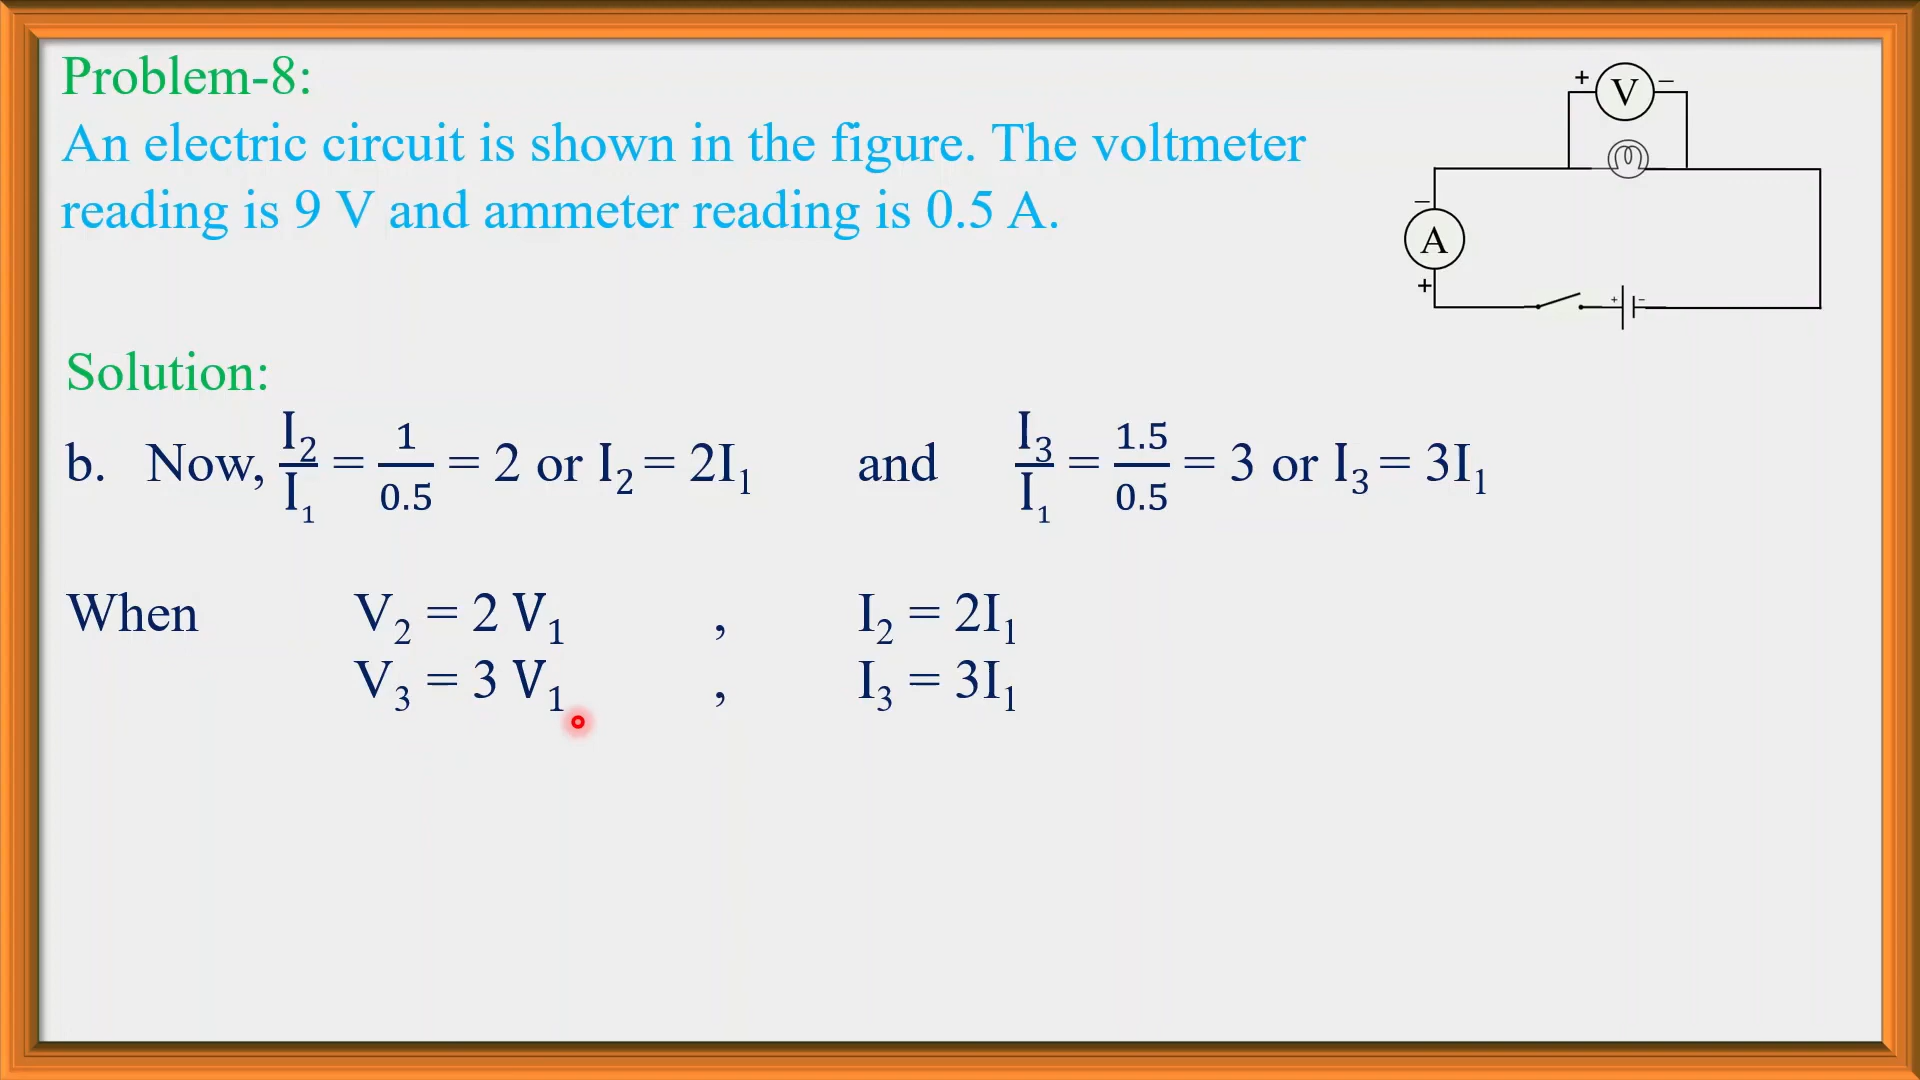 Problem-8:
An electric circuit is shown in the figure. The voltmeter
reading is 9 V and ammeter reading is 0.5 A.
+ V −
− A +
+ −
Solution:
b. Now, I₂/I₁ = 1/0.5 = 2 or I₂ = 2I₁ and I₃/I₁ = 1.5/0.5 = 3 or I₃ = 3I₁
When V₂ = 2 V₁ , I₂ = 2I₁
V₃ = 3 V₁ , I₃ = 3I₁